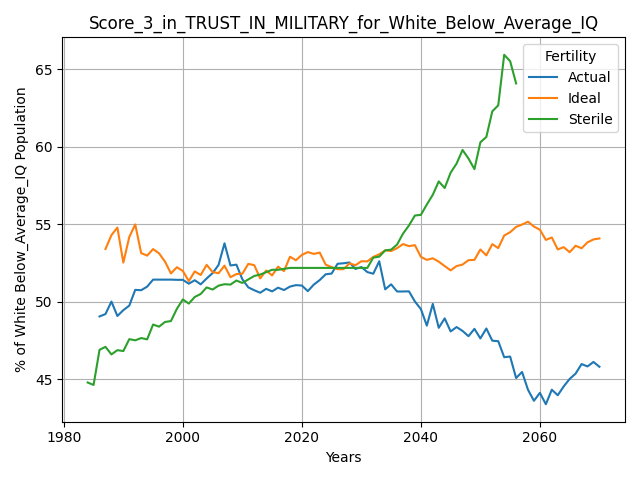 Score_3_in_TRUST_IN_MILITARY_for_White_Below_Average_IQ
% of White Below_Average_IQ Population
65
60
55
50
45
Fertility
Actual
Ideal
Sterile
1980
2000
2020
2040
2060
Years